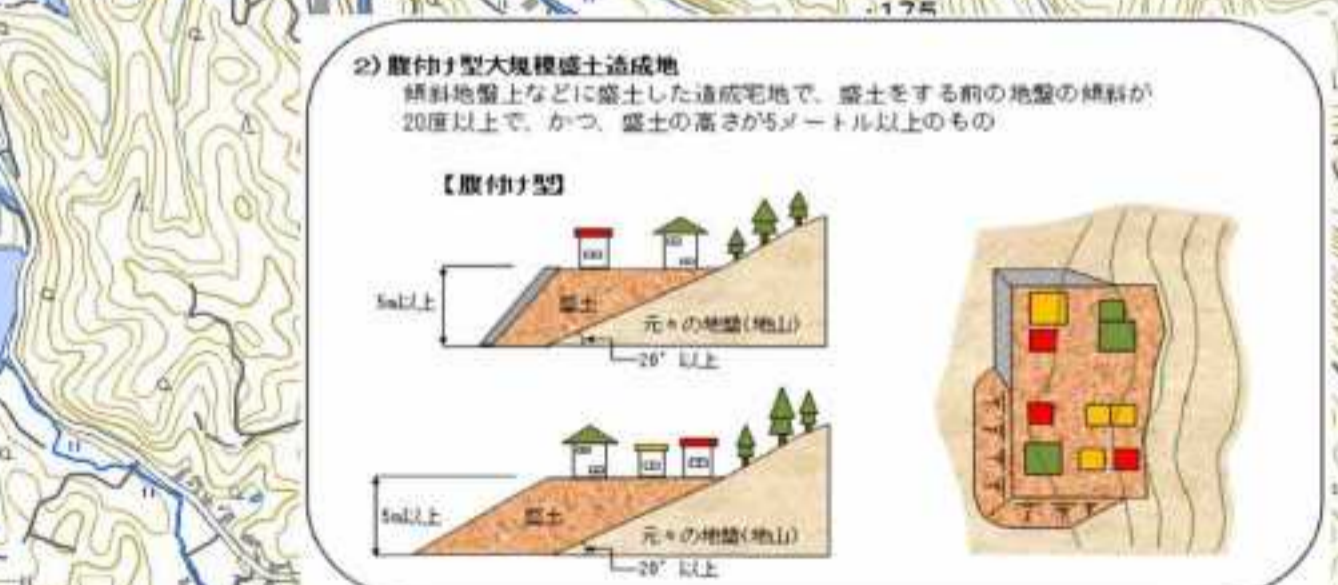 ・175
2) 腹付け型大規模盛土造成地
傾斜地盤上などに盛土した造成宅地で、盛土をする前の地盤の傾斜が
20度以上で、かつ、盛土の高さが5メートル以上のもの
【腹付け型】
5m以上
盛土
元々の地盤(地山)
20° 以上
5m以上
盛土
元々の地盤(地山)
20° 以上